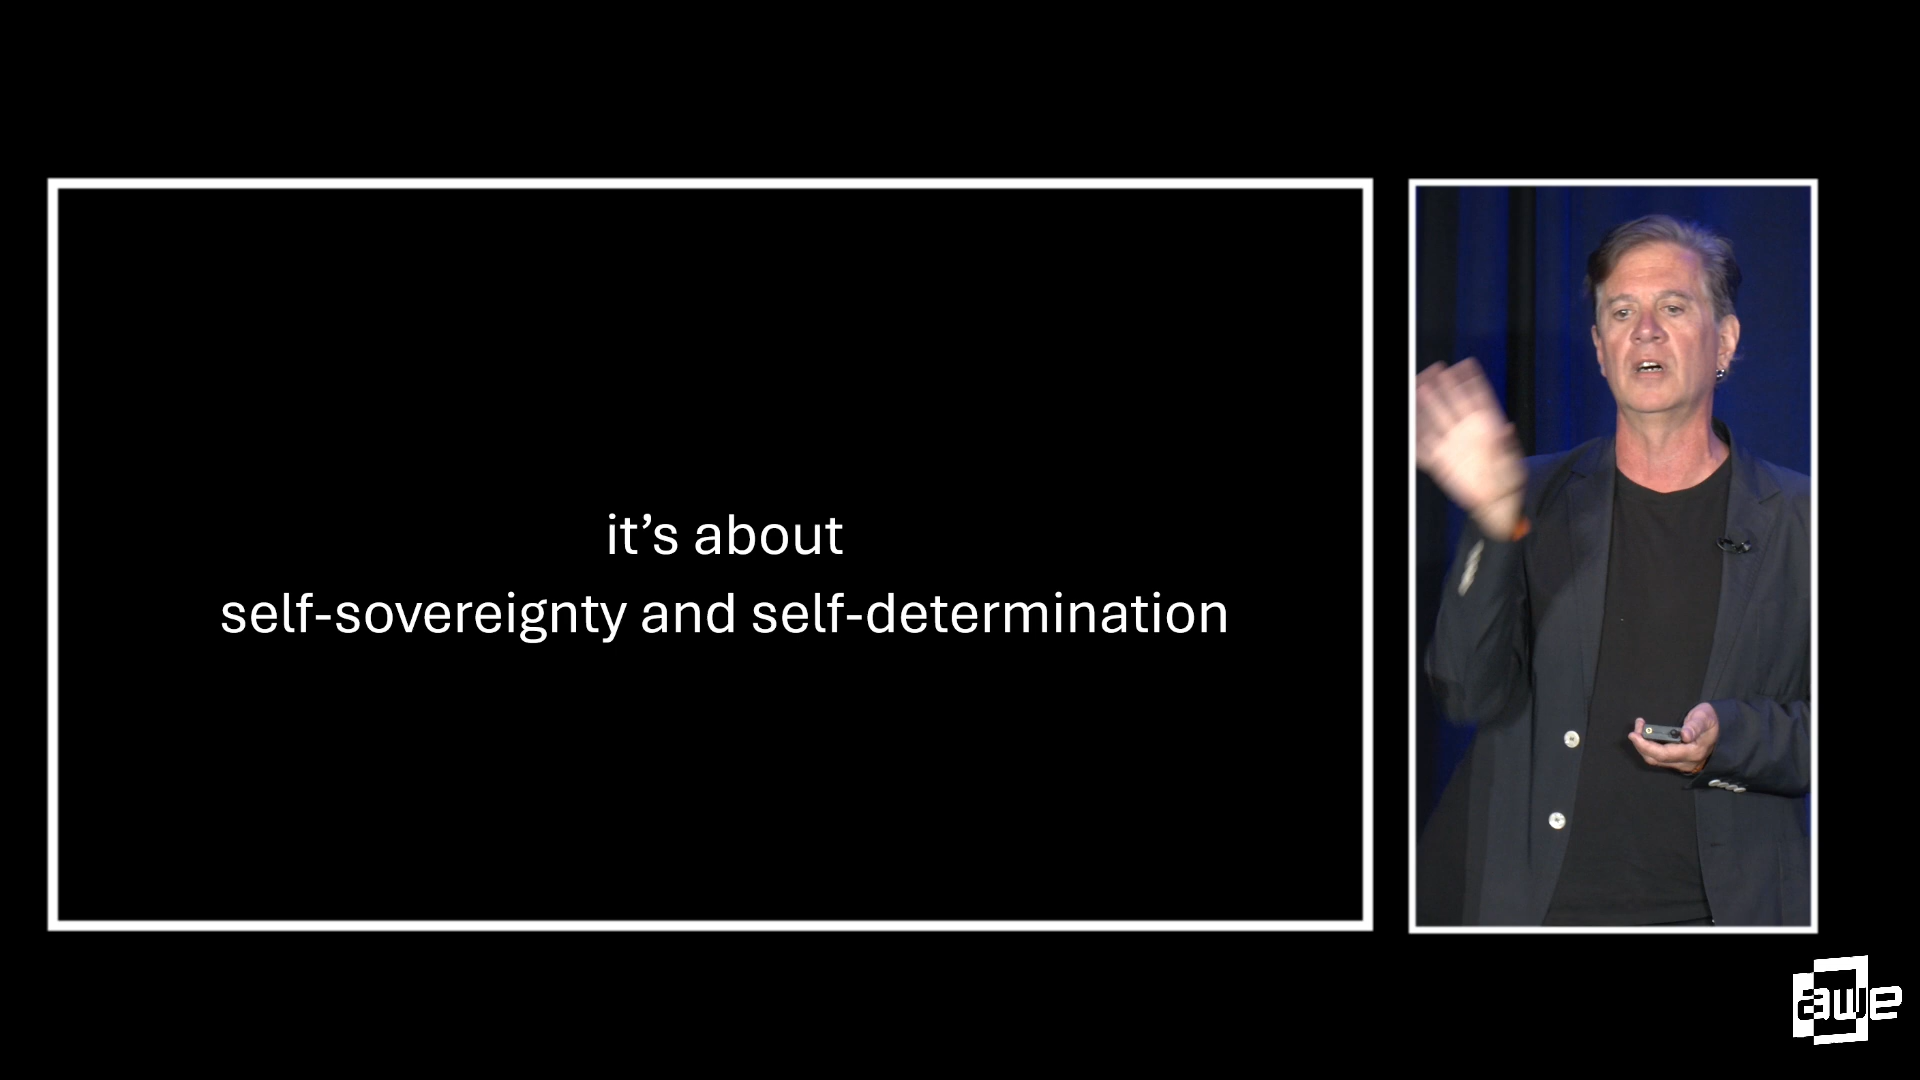 it’s about
self-sovereignty and self-determination
awe